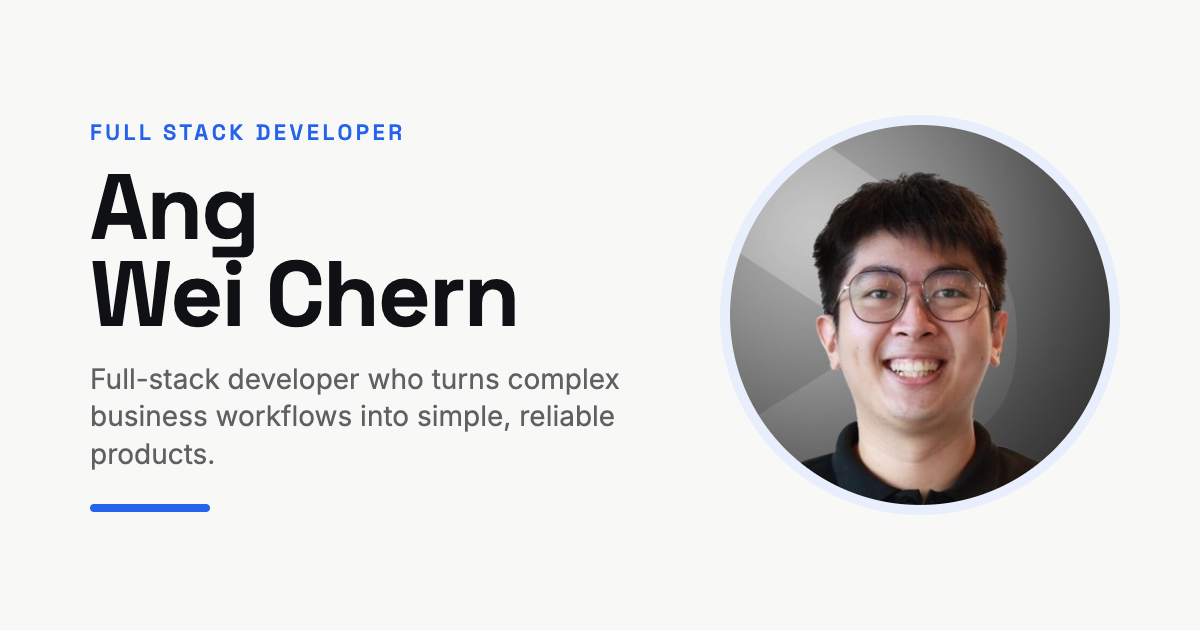 FULL STACK DEVELOPER
Ang
Wei Chern
Full-stack developer who turns complex
business workflows into simple, reliable
products.